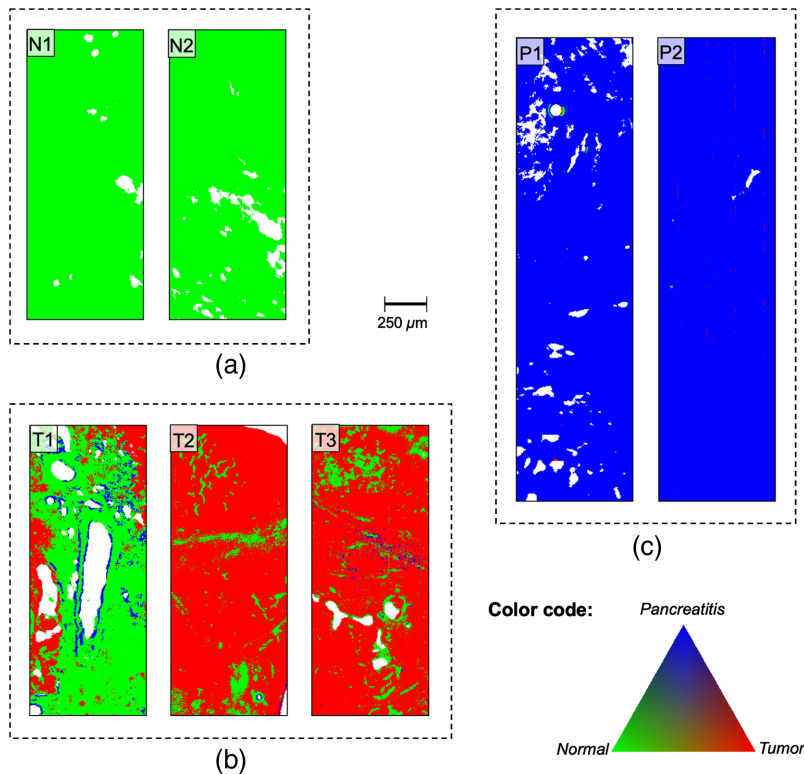 N1
N2
P1
P2
250 µm
(a)
T1
T2
T3
(c)
Color code:
Pancreatitis
Normal
Tumor
(b)